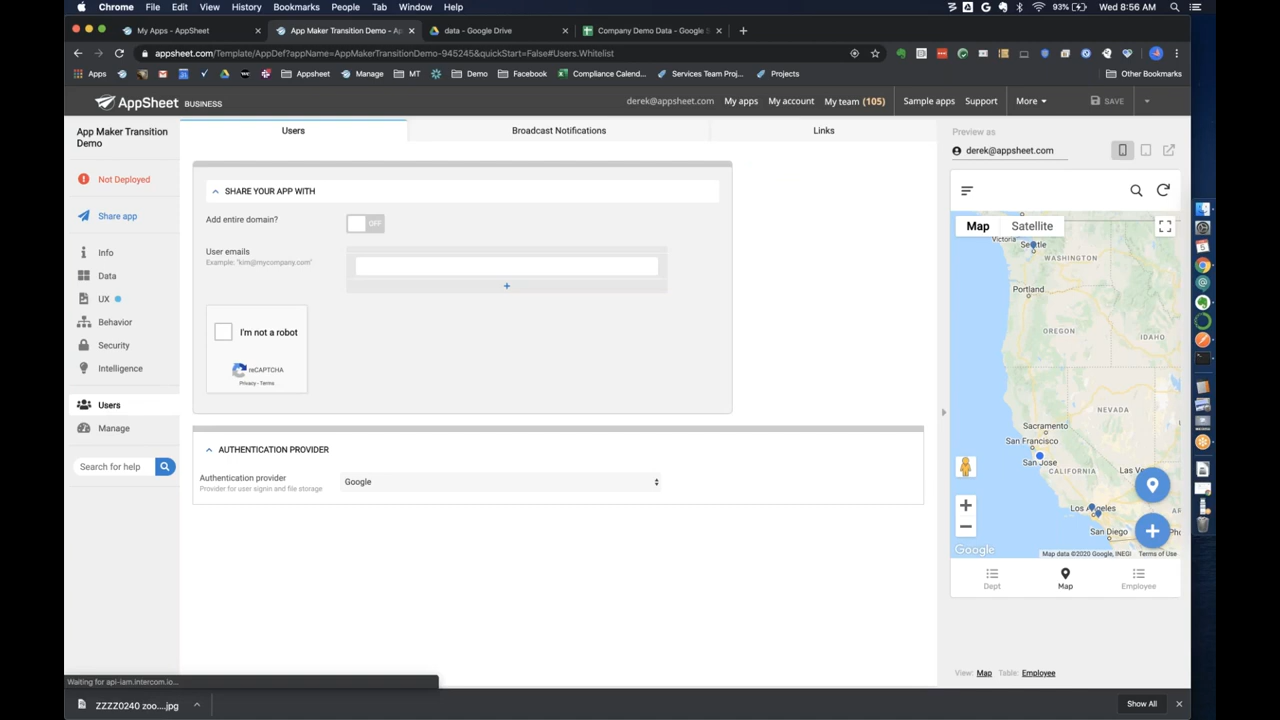 Chrome File Edit View History Bookmarks People Tab Window Help 93% Wed 8:56 AM
My Apps - AppSheet App Maker Transition Demo - Ap data - Google Drive Company Demo Data - Google S
appsheet.com/Template/AppDef?appName=AppMakerTransitionDemo-945245&quickStart=False#Users.Whitelist
Apps Appsheet Manage MT Demo Facebook Compliance Calend... Services Team Proj... Projects Other Bookmarks
AppSheet BUSINESS derek@appsheet.com My apps My account My team (105) Sample apps Support More SAVE
App Maker Transition
Demo
Not Deployed
Share app
Info
Data
UX
Behavior
Security
Intelligence
Users
Manage
Search for help
Users Broadcast Notifications Links
SHARE YOUR APP WITH
Add entire domain? OFF
User emails
Example: "kim@mycompany.com"
+
I'm not a robot
reCAPTCHA
Privacy - Terms
AUTHENTICATION PROVIDER
Authentication provider
Provider for user signin and file storage
Google
Preview as
derek@appsheet.com
Map Satellite
Victoria
Seattle
WASHINGTON
Portland
OREGON
IDAHO
NEVADA
Sacramento
San Francisco
San Jose
CALIFORNIA
Las Ve
Los Angeles
AR
San Diego
Pho
Google
Map data ©2020 Google, INEGI Terms of Use
Dept Map Employee
View: Map Table: Employee
Waiting for api-iam.intercom.io...
ZZZZ0240 zoo....jpg Show All